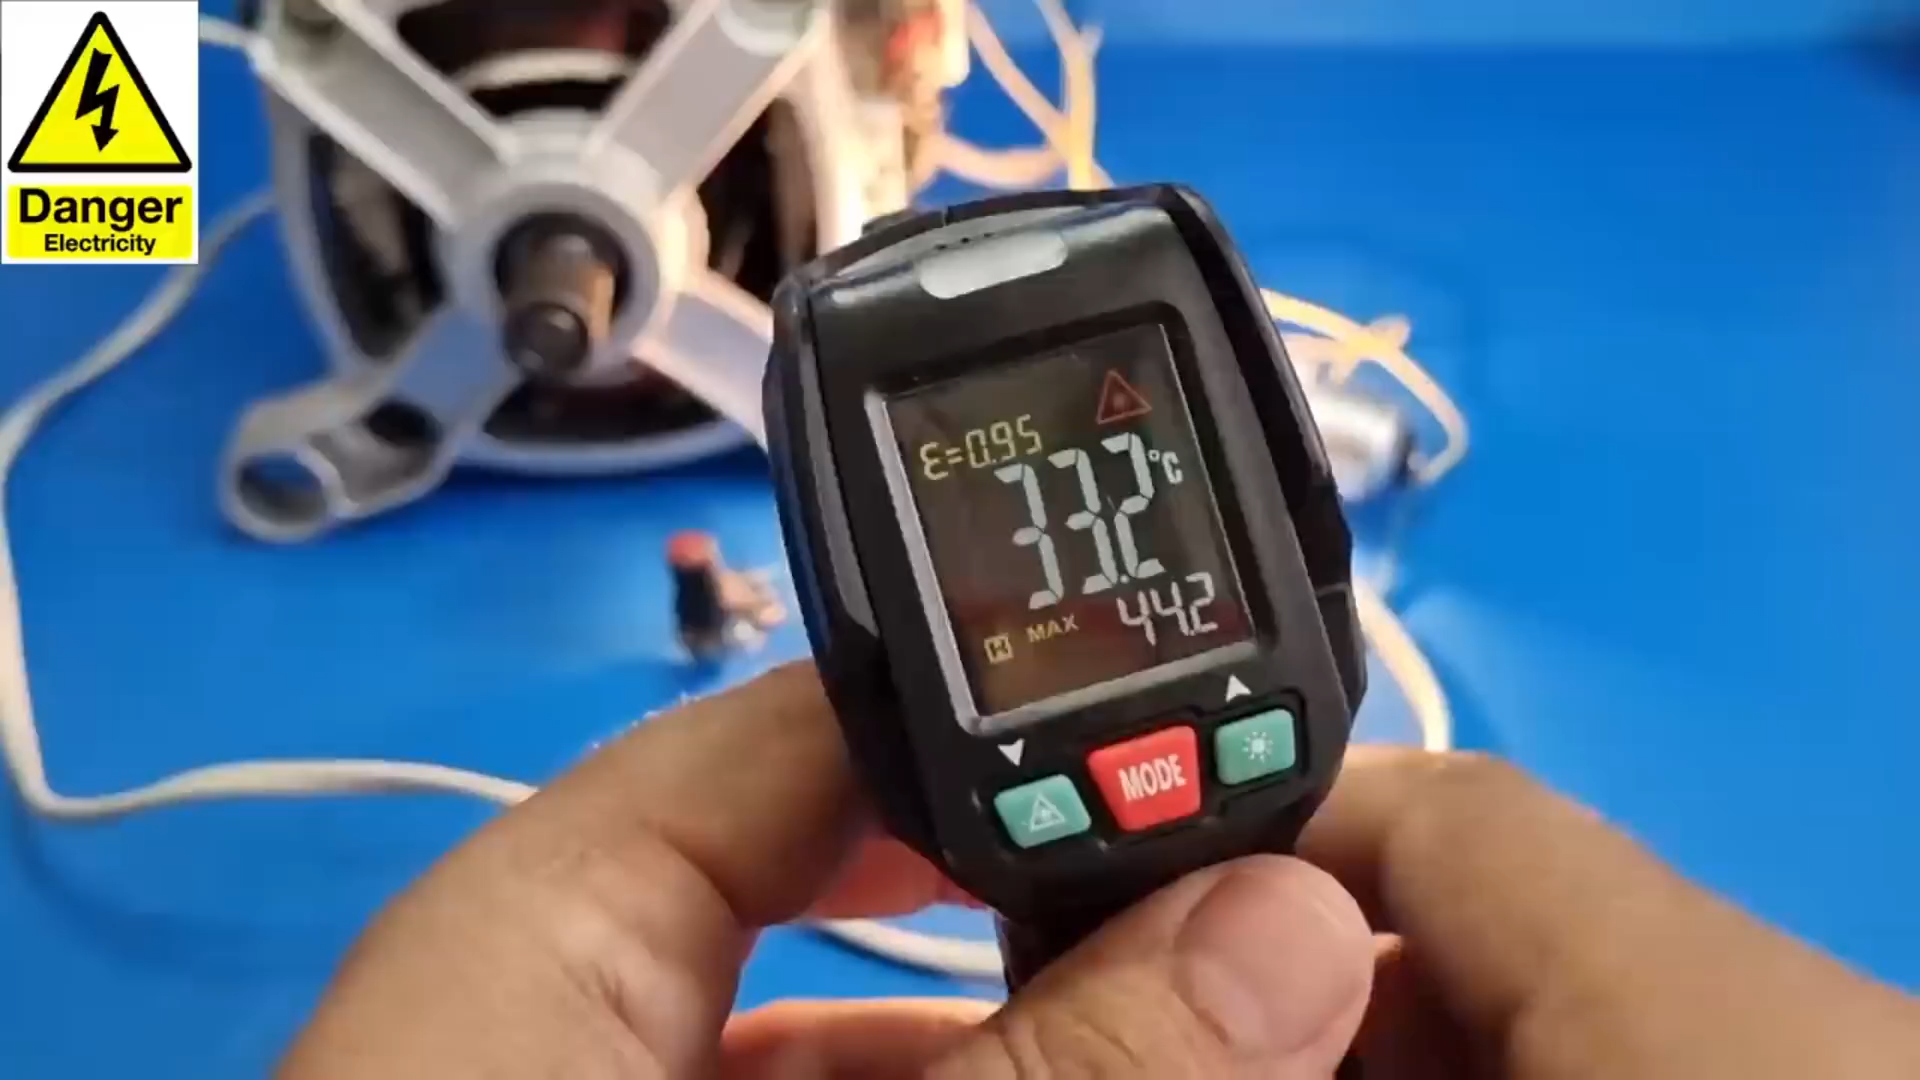 Danger
Electricity
ε=0.95
33.2°C
H MAX 44.2
MODE